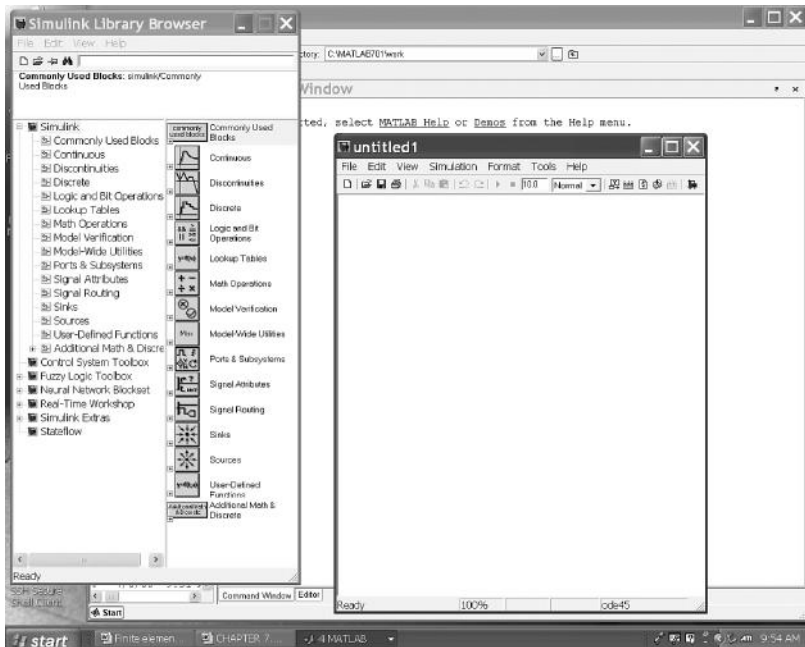 Simulink Library Browser
File Edit View Help
Commonly Used Blocks: simulink/Commonly
Used Blocks
Simulink
Commonly Used Blocks
Continuous
Discontinuities
Discrete
Logic and Bit Operations
Lookup Tables
Math Operations
Model Verification
Model-Wide Utilities
Ports & Subsystems
Signal Attributes
Signal Routing
Sinks
Sources
User-Defined Functions
Additional Math & Discre
Control System Toolbox
Fuzzy Logic Toolbox
Neural Network Blockset
Real-Time Workshop
Simulink Extras
Stateflow
Commonly Used
Blocks
Continuous
Discontinuities
Discrete
Logic and Bit
Operations
Lookup Tables
Math Operations
Model Verification
Misc
Model-Wide Utilities
Ports & Subsystems
Signal Attributes
Signal Routing
Sinks
Sources
User-Defined
Functions
Additional Math &
Discrete
Ready
ctory: C:\MATLAB701\work
Window
cted, select MATLAB Help or Demos from the Help menu.
untitled1
File Edit View Simulation Format Tools Help
10.0 Normal
Ready 100% ode45
SSH Secure
Shell Client
Command Window Editor
Start
start Finite elemen... CHAPTER 7.... 4 MATLAB 9:54 AM